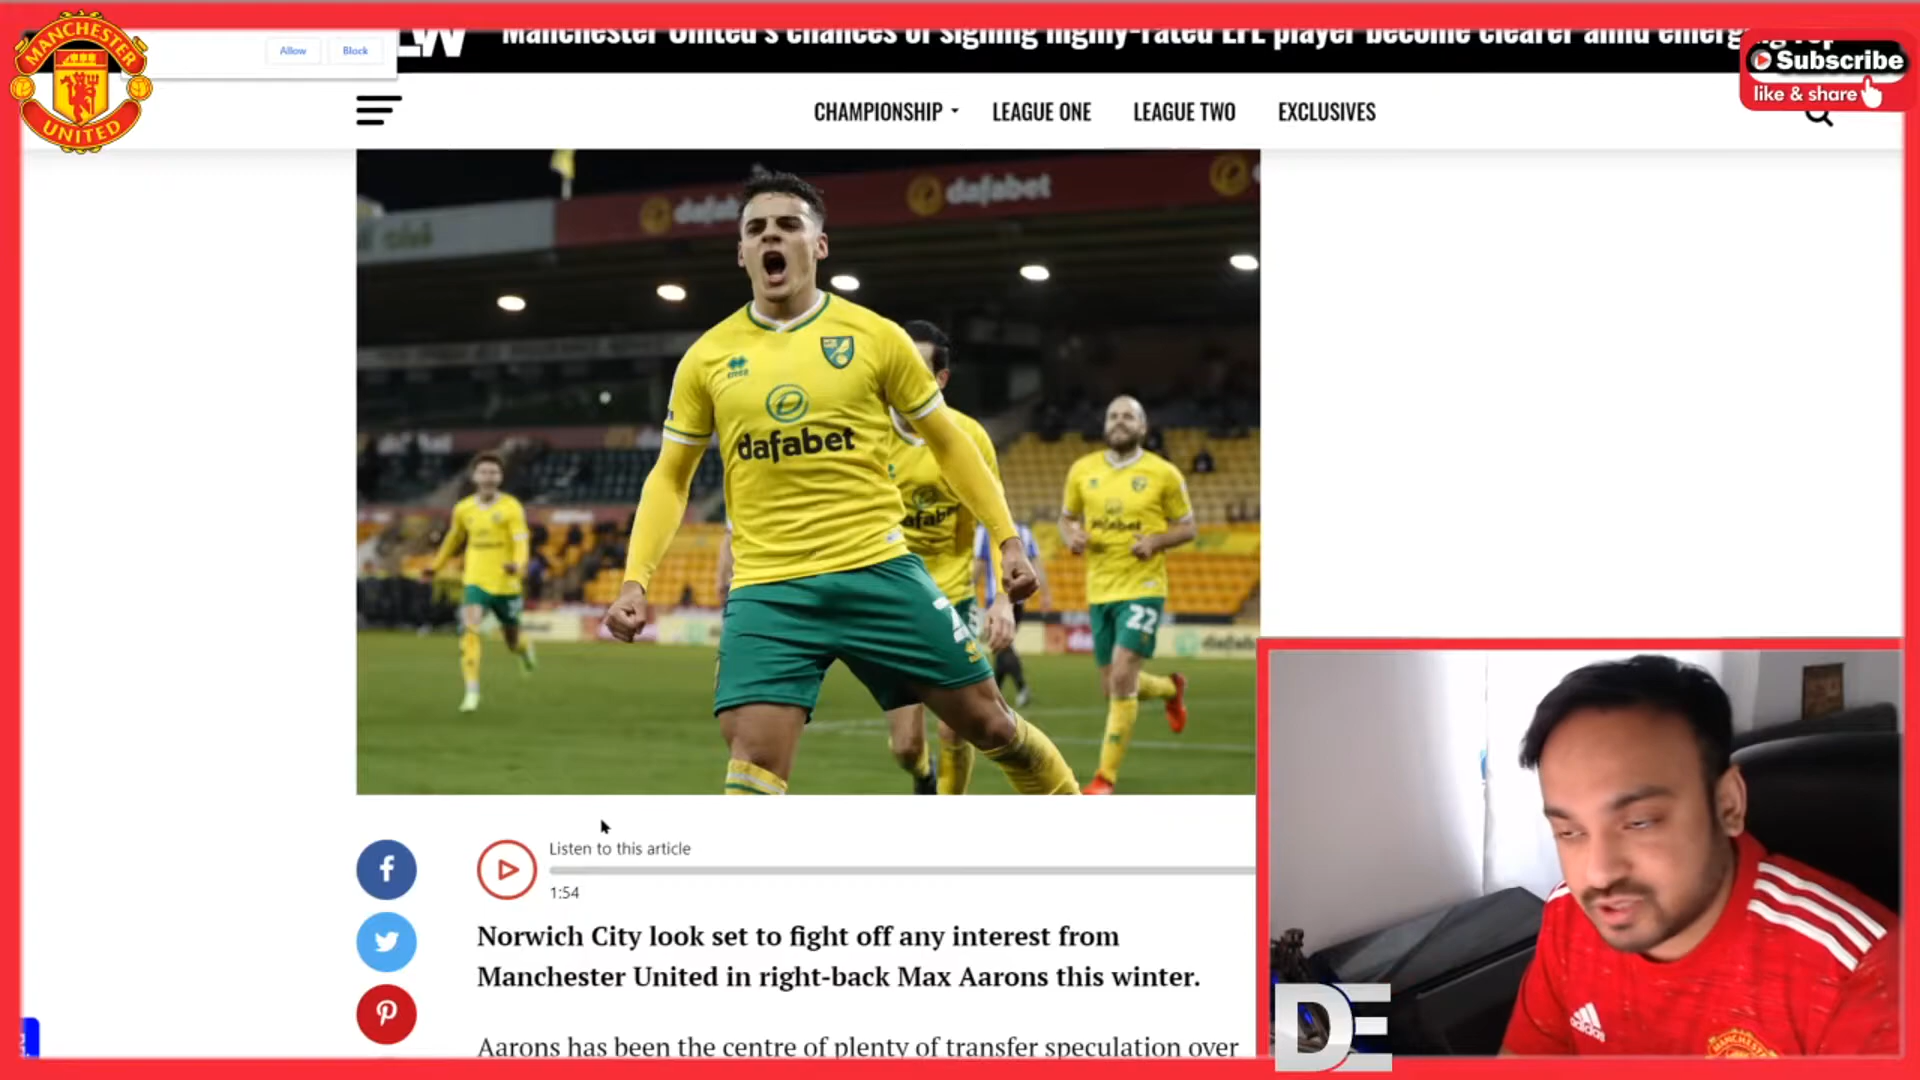 MANCHESTER
UNITED
Allow
Block
Manchester United's chances of signing highly-rated EFL player become clearer amid
Subscribe
like & share
CHAMPIONSHIP
LEAGUE ONE
LEAGUE TWO
EXCLUSIVES
dafabet
dafabet
errea
dafabet
dafabet
22
Listen to this article
1:54
Norwich City look set to fight off any interest from
Manchester United in right-back Max Aarons this winter.
Aarons has been the centre of plenty of transfer speculation over
adidas
DE